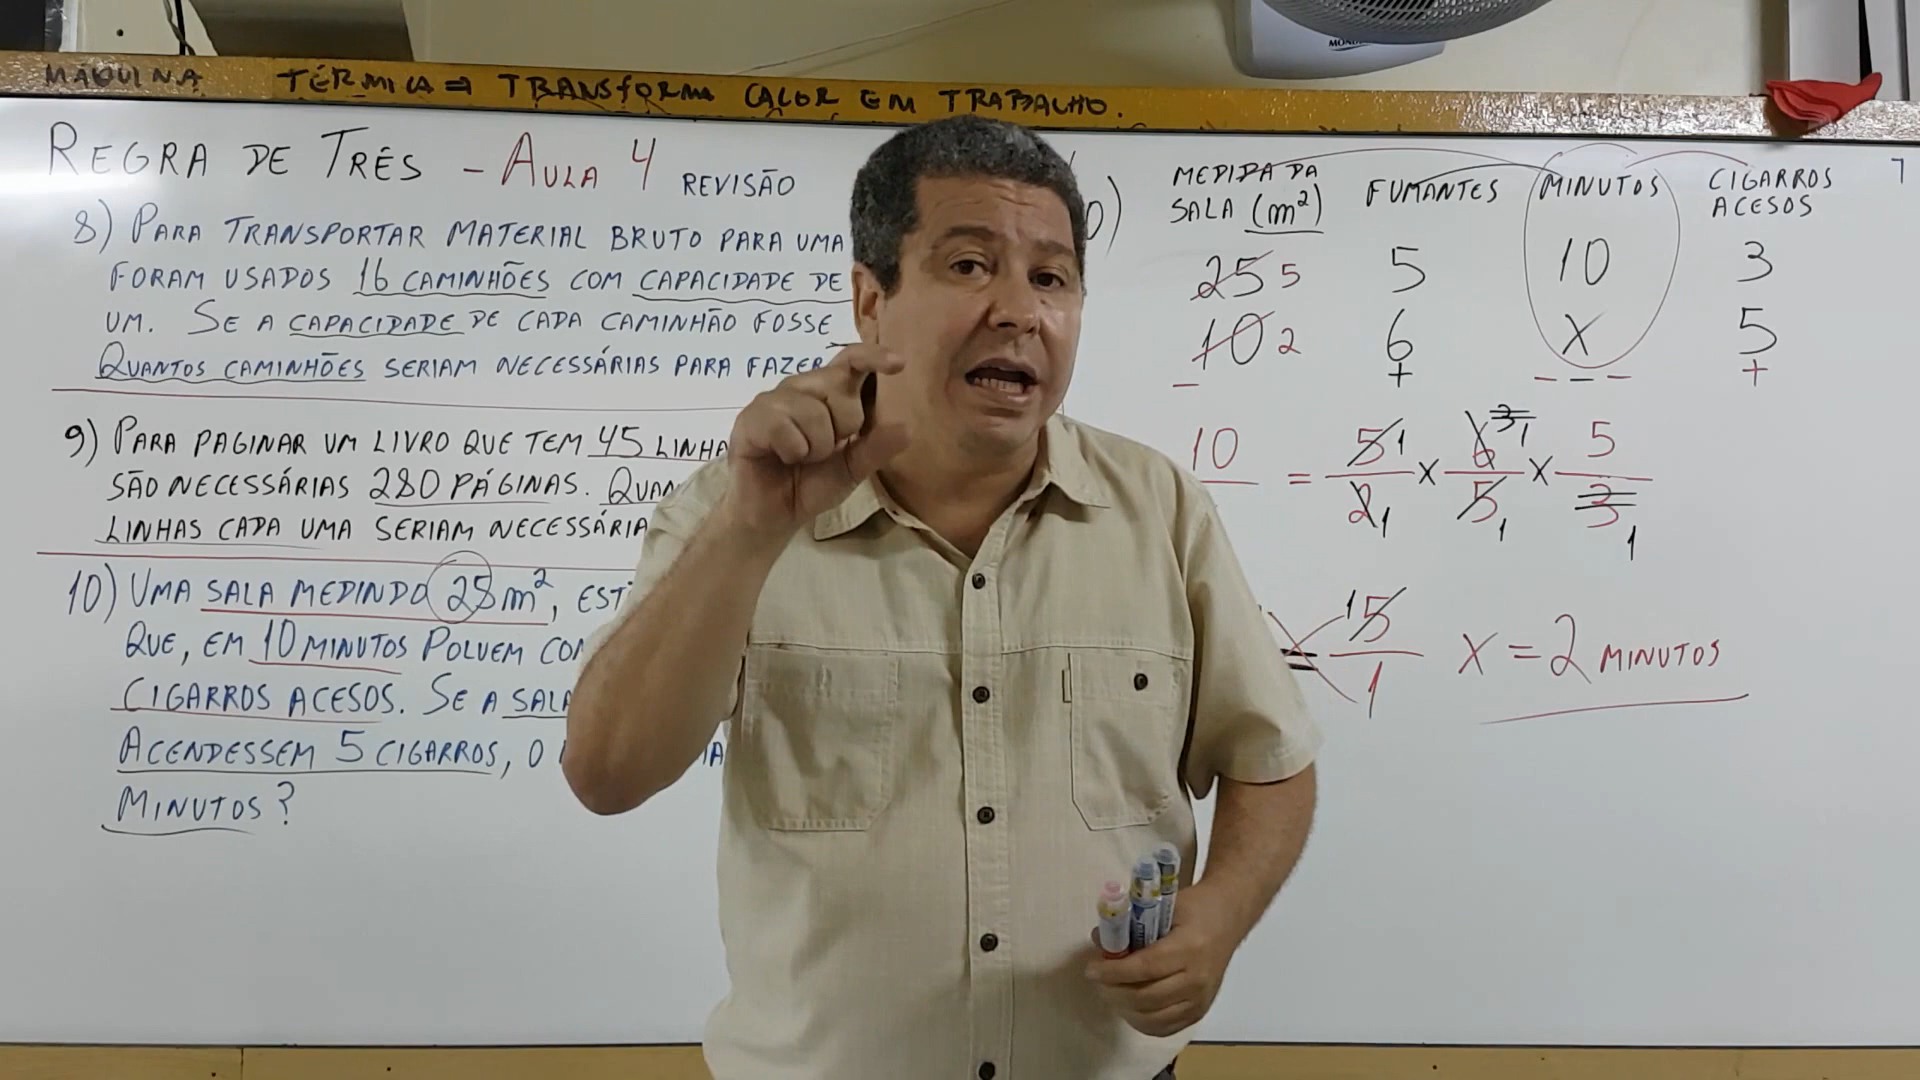 MÁQUINA TÉRMICA ⇒ TRANSFORMA CALOR EM TRABALHO.
REGRA DE TRÊS - AULA 4 REVISÃO
8) PARA TRANSPORTAR MATERIAL BRUTO PARA UMA
FORAM USADOS 16 CAMINHÕES COM CAPACIDADE DE
UM. SE A CAPACIDADE DE CADA CAMINHÃO FOSSE
QUANTOS CAMINHÕES SERIAM NECESSÁRIAS PARA FAZER
9) PARA PAGINAR UM LIVRO QUE TEM 45 LINHA
SÃO NECESSÁRIAS 280 PÁGINAS. QUAN
LINHAS CADA UMA SERIAM NECESSÁRIA
10) UMA SALA MEDINDO 25m², EST
QUE, EM 10 MINUTOS POLUEM COM
CIGARROS ACESOS. SE A SALA
ACENDESSEM 5 CIGARROS, O
MINUTOS?
0) MEDIDA DA SALA (m²) FUMANTES MINUTOS CIGARROS ACESOS 7
25 5 5 10 3
10 2 6 X 5
- + --- +
10 = 5 1 / 2 1 x 6 3 1 / 5 1 x 5 / 3 1
= 15 / 1 X = 2 MINUTOS